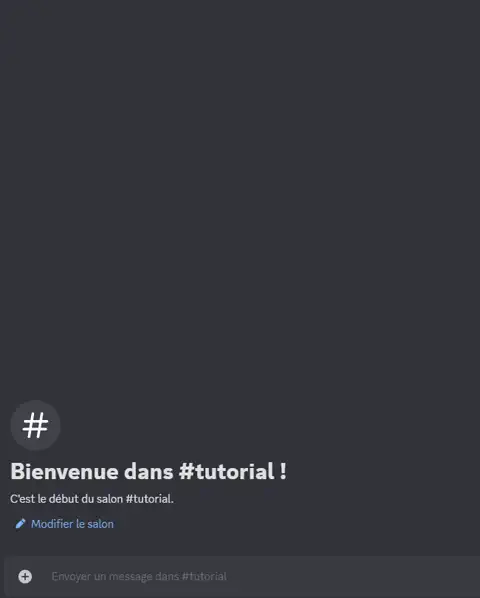 #
Bienvenue dans #tutorial !
C'est le début du salon #tutorial.
Modifier le salon
Envoyer un message dans #tutorial